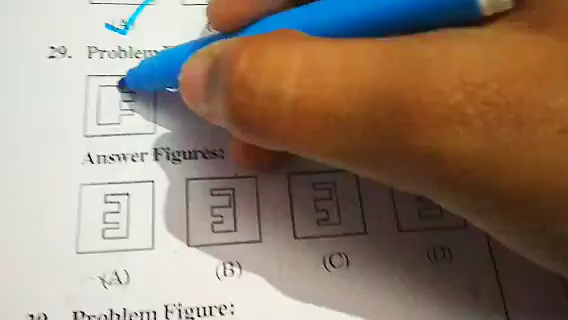 (A)
29. Problem
Answer Figures:
(A) (B) (C) (D)
Problem Figure: